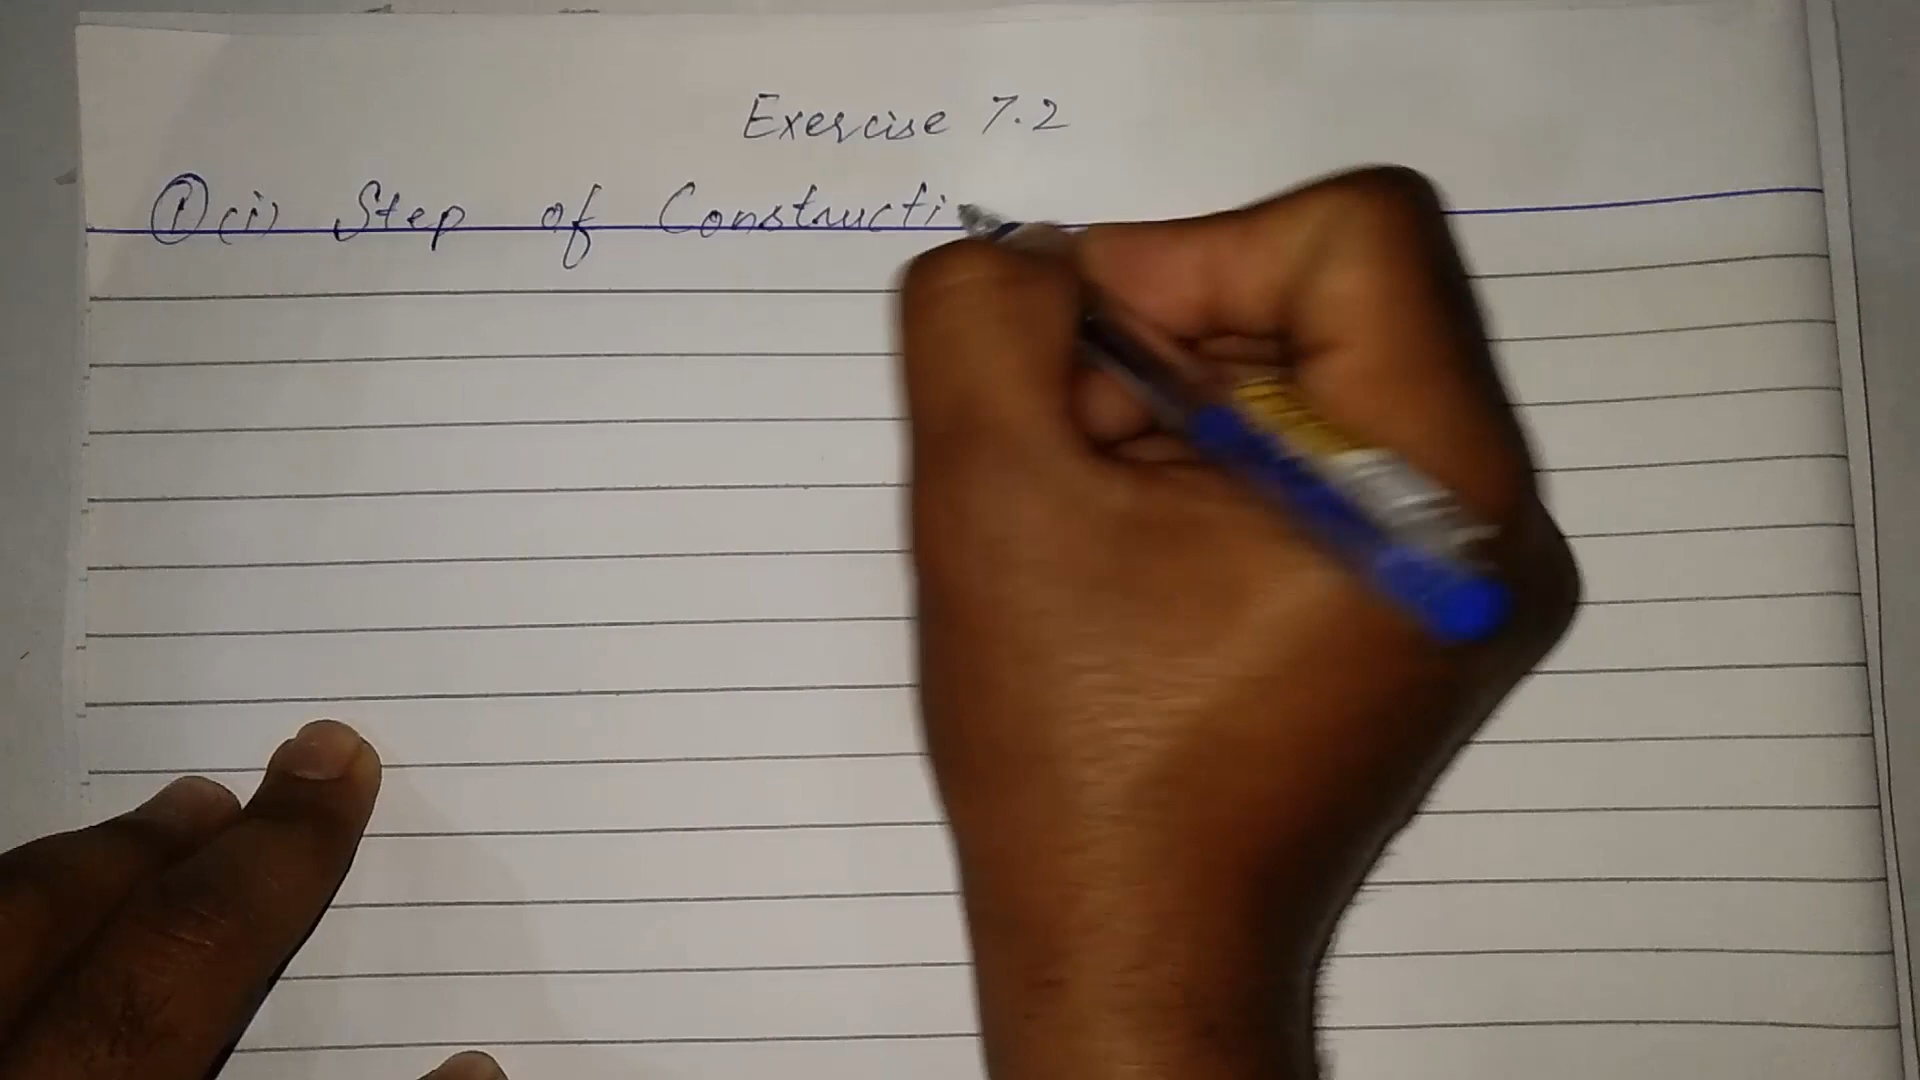 Exercise 7.2
① (i) Step of Constructi